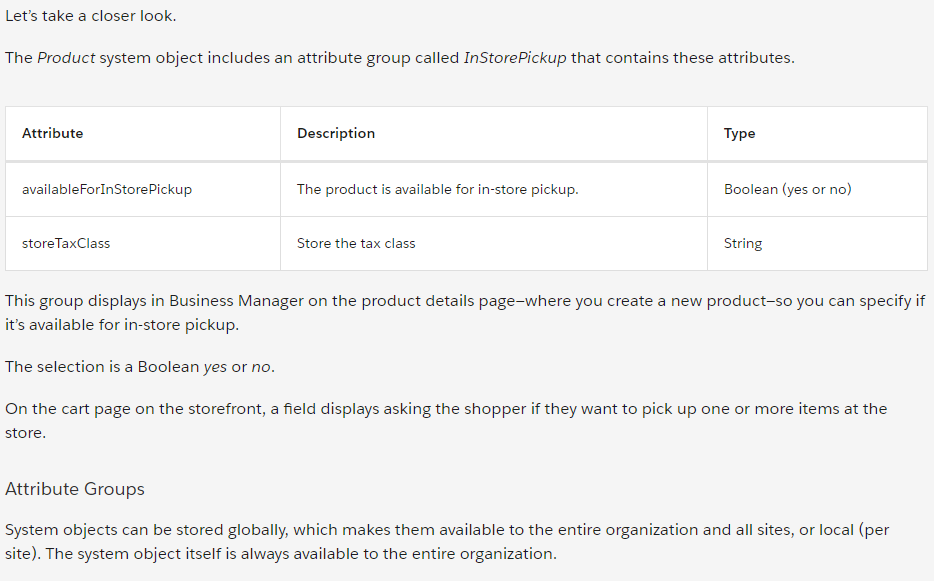 Let's take a closer look.
The Product system object includes an attribute group called InStorePickup that contains these attributes.
Attribute Description Type
availableForInStorePickup The product is available for in-store pickup. Boolean (yes or no)
storeTaxClass Store the tax class String
This group displays in Business Manager on the product details page—where you create a new product—so you can specify if
it's available for in-store pickup.
The selection is a Boolean yes or no.
On the cart page on the storefront, a field displays asking the shopper if they want to pick up one or more items at the
store.
Attribute Groups
System objects can be stored globally, which makes them available to the entire organization and all sites, or local (per
site). The system object itself is always available to the entire organization.